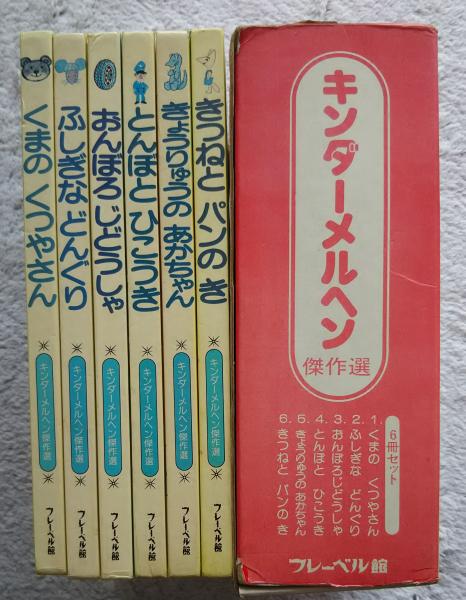 くまの くつやさん
キンダーメルヘン傑作選
フレーベル館
ふしぎな どんぐり
キンダーメルヘン傑作選
フレーベル館
おんぼろじどうしゃ
キンダーメルヘン傑作選
フレーベル館
とんぼと ひこうき
キンダーメルヘン傑作選
フレーベル館
きょうりゅうの あかちゃん
キンダーメルヘン傑作選
フレーベル館
きつねと パンのき
キンダーメルヘン傑作選
フレーベル館
キンダーメルヘン
傑作選
6冊セット
1.くまの くつやさん
2.ふしぎな どんぐり
3.おんぼろじどうしゃ
4.とんぼと ひこうき
5.きょうりゅうの あかちゃん
6.きつねと パンのき
フレーベル館